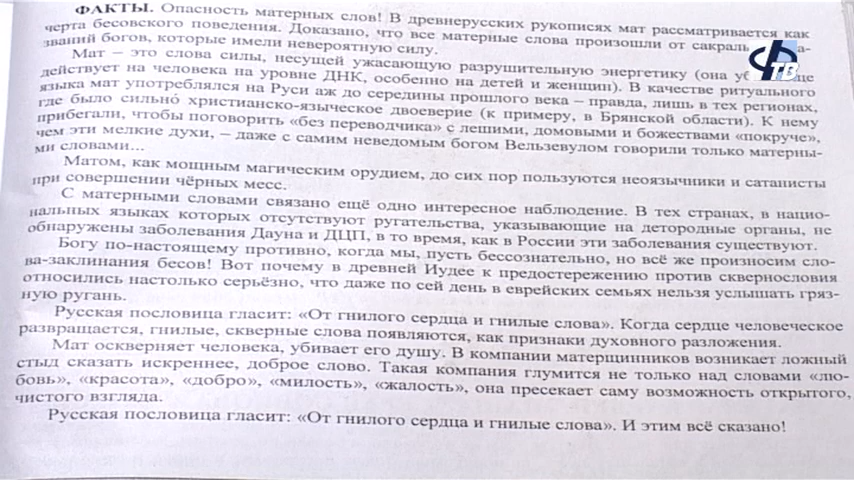 ФАКТЫ. Опасность матерных слов! В древнерусских рукописях мат рассматривается как
черта бесовского поведения. Доказано, что все матерные слова произошли от сакраль
званий богов, которые имели невероятную силу.
Мат – это слова силы, несущей ужасающую разрушительную энергетику (она
действует на человека на уровне ДНК, особенно на детей и женщин). В качестве ритуального
языка мат употреблялся на Руси аж до середины прошлого века – правда, лишь в тех регионах,
где было сильно́ христианско-языческое двоеверие (к примеру, в Брянской области). К нему
прибегали, чтобы поговорить «без переводчика» с лешими, домовыми и божествами «покруче»,
чем эти мелкие духи, – даже с самим неведомым богом Вельзевулом говорили только матерны-
ми словами...
Матом, как мощным магическим орудием, до сих пор пользуются неоязычники и сатанисты
при совершении чёрных месс.
С матерными словами связано ещё одно интересное наблюдение. В тех странах, в нацио-
нальных языках которых отсутствуют ругательства, указывающие на детородные органы, не
обнаружены заболевания Дауна и ДЦП, в то время, как в России эти заболевания существуют.
Богу по-настоящему противно, когда мы, пусть бессознательно, но всё же произносим сло-
ва-заклинания бесов! Вот почему в древней Иудее к предостережению против сквернословия
относились настолько серьёзно, что даже по сей день в еврейских семьях нельзя услышать гряз-
ную ругань.
Русская пословица гласит: «От гнилого сердца и гнилые слова». Когда сердце человеческое
развращается, гнилые, скверные слова появляются, как признаки духовного разложения.
Мат оскверняет человека, убивает его душу. В компании матерщинников возникает ложный
стыд сказать искреннее, доброе слово. Такая компания глумится не только над словами «лю-
бовь», «красота», «добро», «милость», «жалость», она пресекает саму возможность открытого,
чистого взгляда.
Русская пословица гласит: «От гнилого сердца и гнилые слова». И этим всё сказано!
ТВ